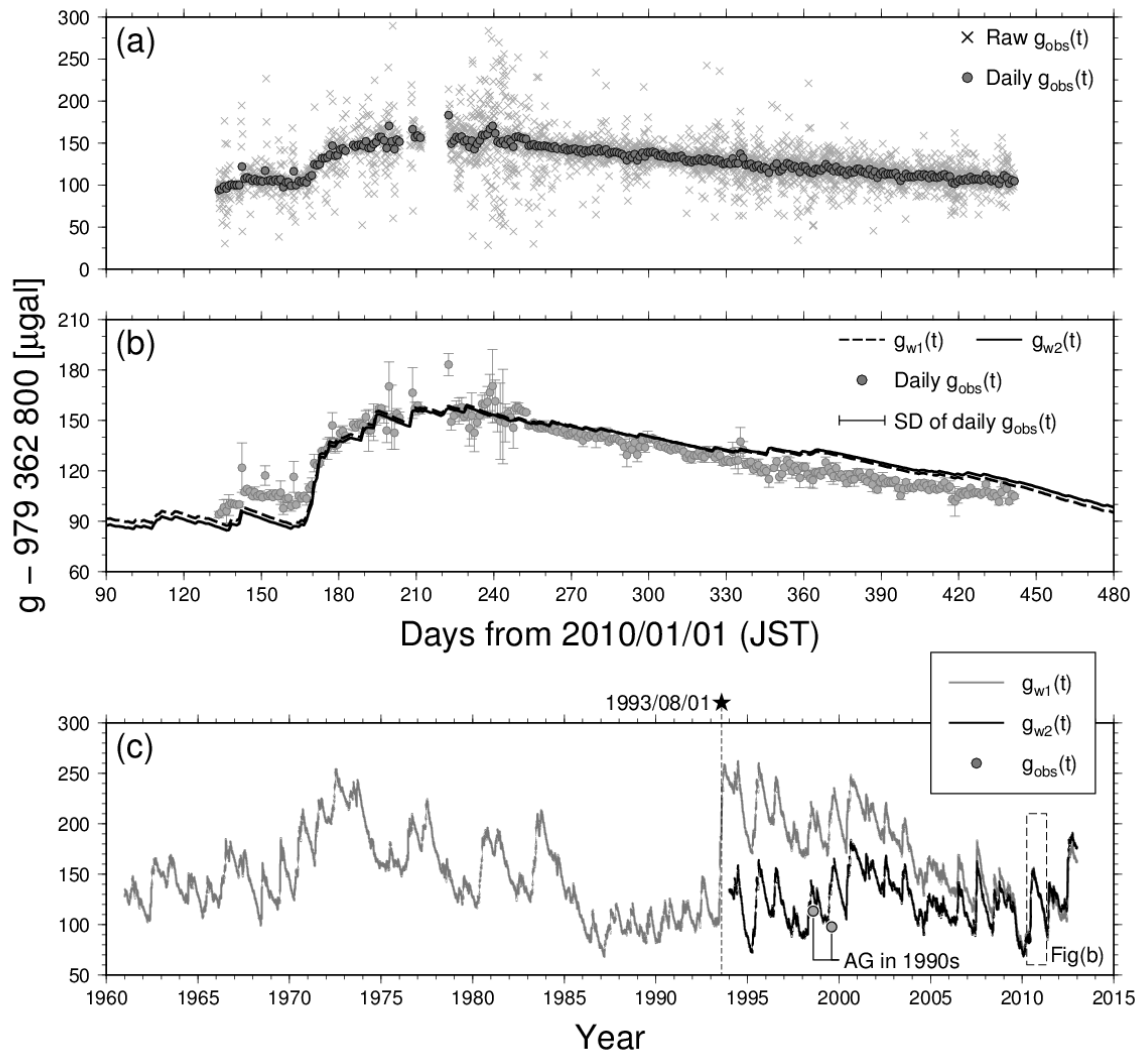 (a)
× Raw gobs(t)
Daily gobs(t)
300
250
200
150
100
50
0
g − 979 362 800 [μgal]
(b)
gw1(t) gw2(t)
Daily gobs(t)
SD of daily gobs(t)
210
180
150
120
90
60
90 120 150 180 210 240 270 300 330 360 390 420 450 480
Days from 2010/01/01 (JST)
gw1(t)
gw2(t)
gobs(t)
1993/08/01 ★
(c)
300
250
200
150
100
50
AG in 1990s
Fig(b)
1960 1965 1970 1975 1980 1985 1990 1995 2000 2005 2010 2015
Year